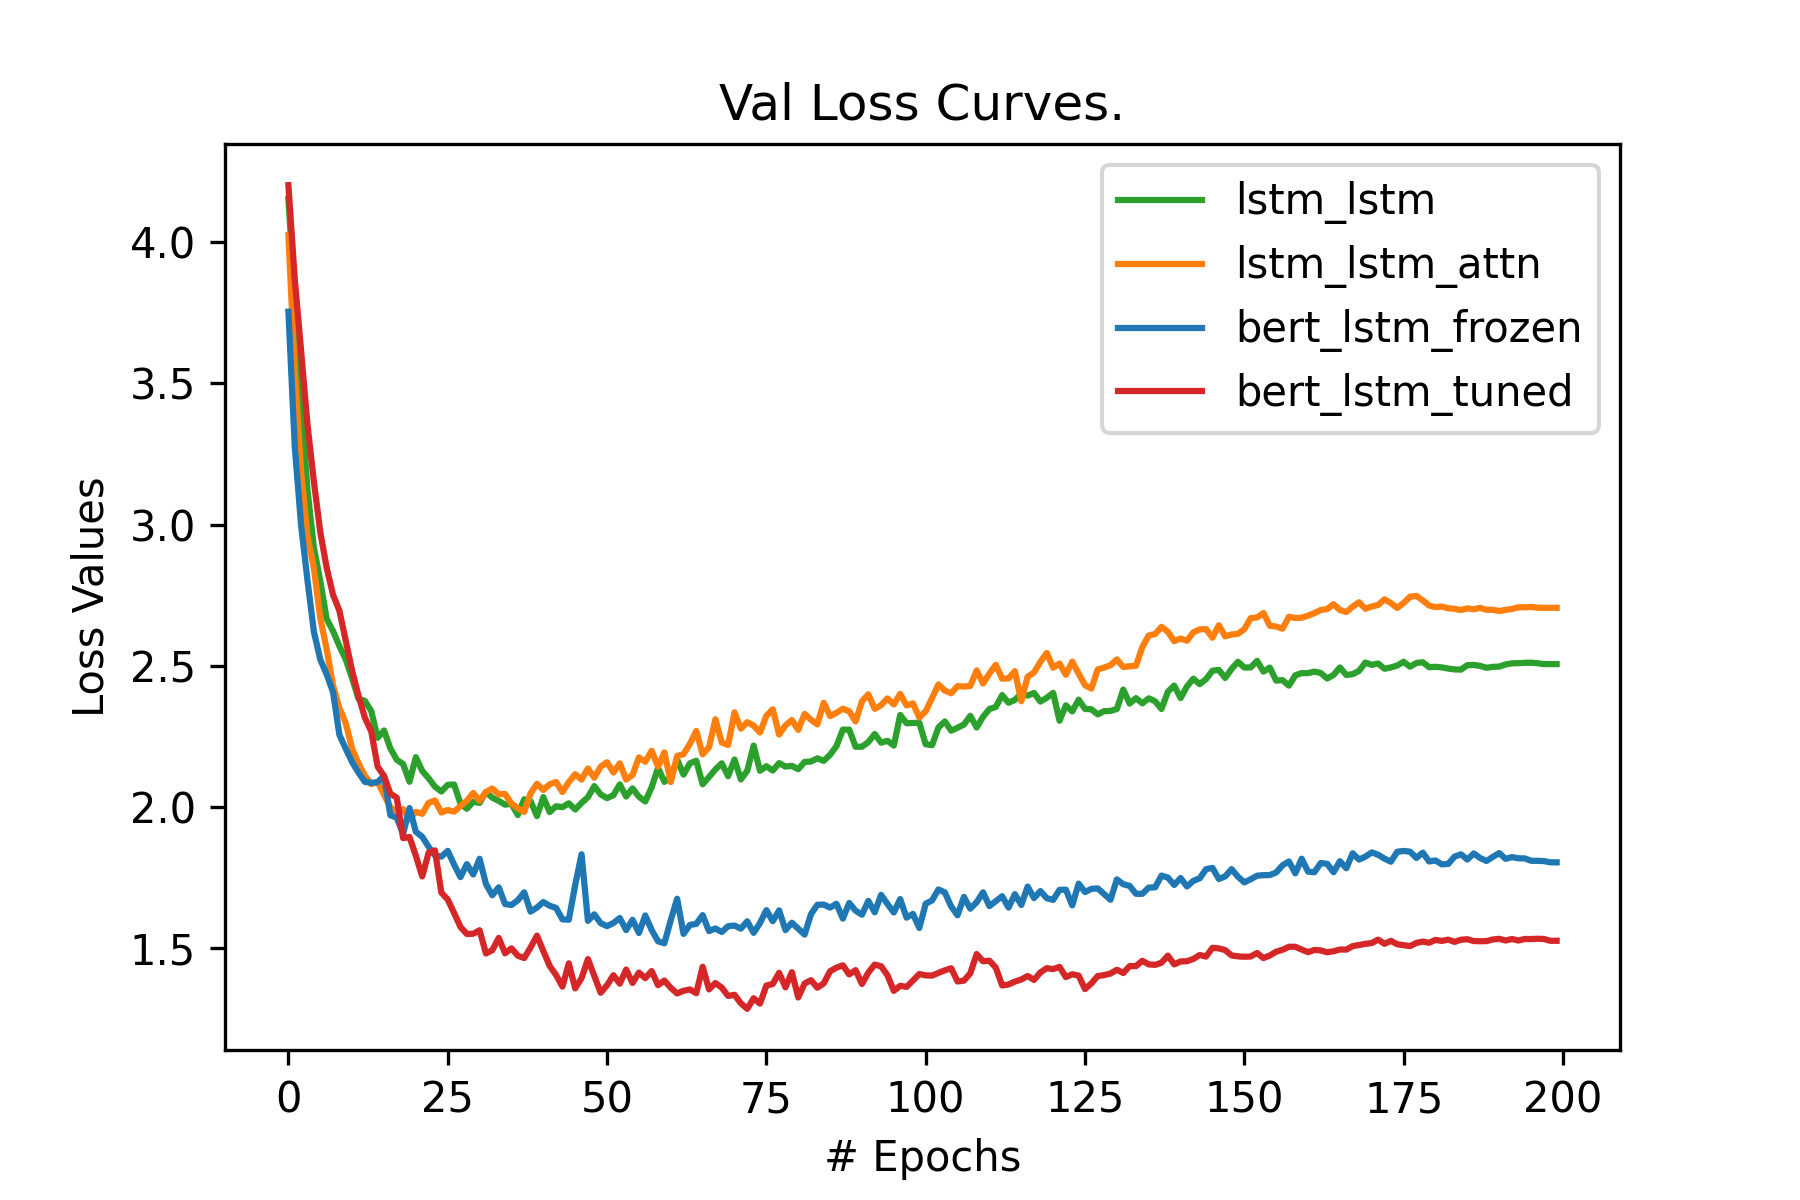 Val Loss Curves.
lstm_lstm
lstm_lstm_attn
bert_lstm_frozen
bert_lstm_tuned
Loss Values
4.0
3.5
3.0
2.5
2.0
1.5
0 25 50 75 100 125 150 175 200
# Epochs